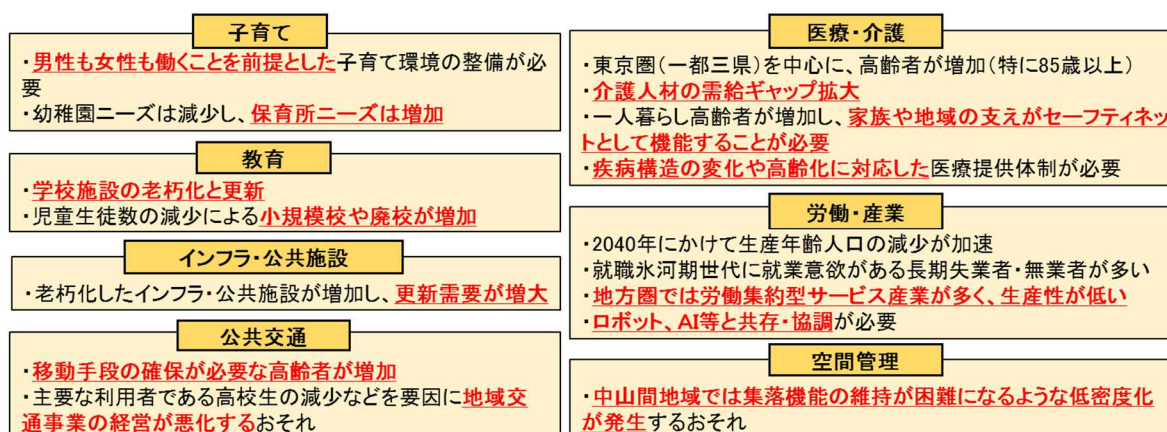 子育て
・男性も女性も働くことを前提とした子育て環境の整備が必
要
・幼稚園ニーズは減少し、保育所ニーズは増加
教育
・学校施設の老朽化と更新
・児童生徒数の減少による小規模校や廃校が増加
インフラ・公共施設
・老朽化したインフラ・公共施設が増加し、更新需要が増大
公共交通
・移動手段の確保が必要な高齢者が増加
・主要な利用者である高校生の減少などを要因に地域交
通事業の経営が悪化するおそれ
医療・介護
・東京圏(一都三県)を中心に、高齢者が増加(特に85歳以上)
・介護人材の需給ギャップ拡大
・一人暮らし高齢者が増加し、家族や地域の支えがセーフティネッ
トとして機能することが必要
・疾病構造の変化や高齢化に対応した医療提供体制が必要
労働・産業
・2040年にかけて生産年齢人口の減少が加速
・就職氷河期世代に就業意欲がある長期失業者・無業者が多い
・地方圏では労働集約型サービス産業が多く、生産性が低い
・ロボット、AI等と共存・協調が必要
空間管理
・中山間地域では集落機能の維持が困難になるような低密度化
が発生するおそれ